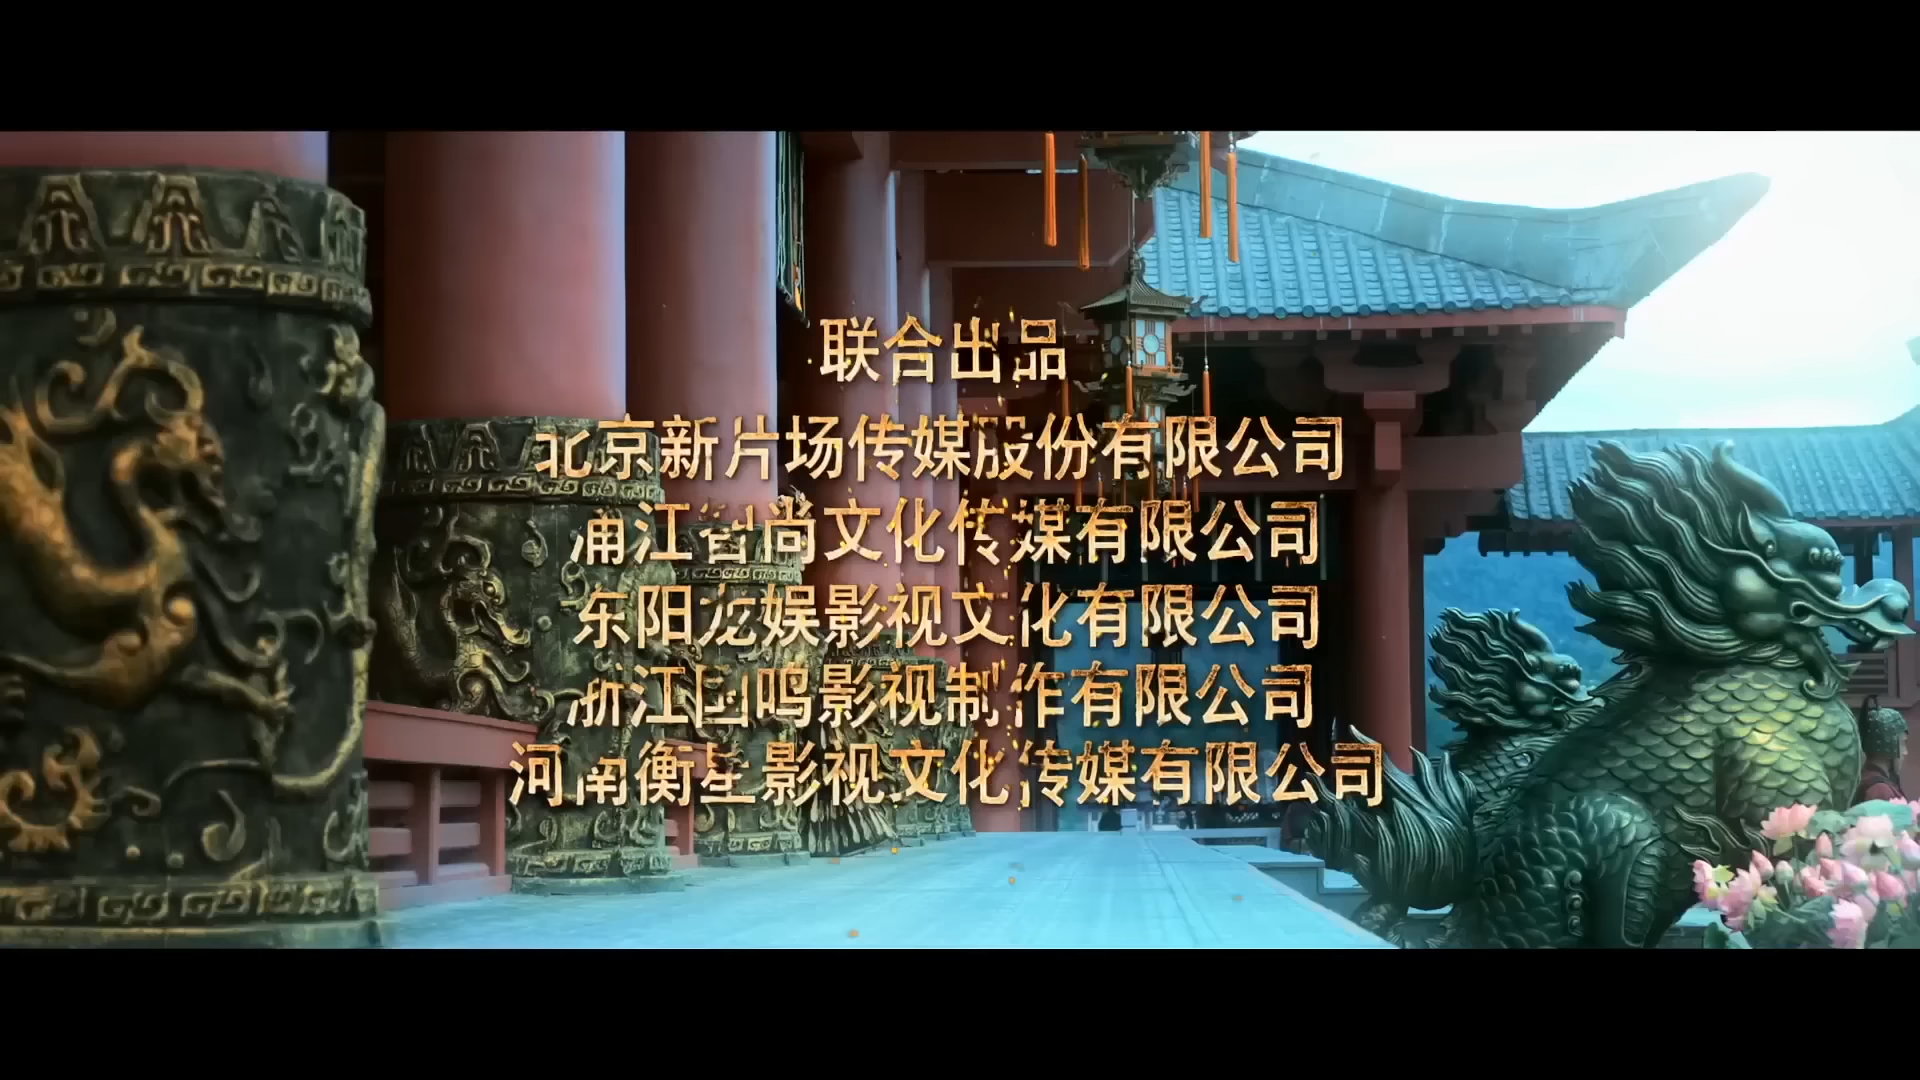 联合出品
北京新片场传媒股份有限公司
浦江智尚文化传媒有限公司
东阳龙娱影视文化有限公司
浙江国鸣影视制作有限公司
河南衡星影视文化传媒有限公司